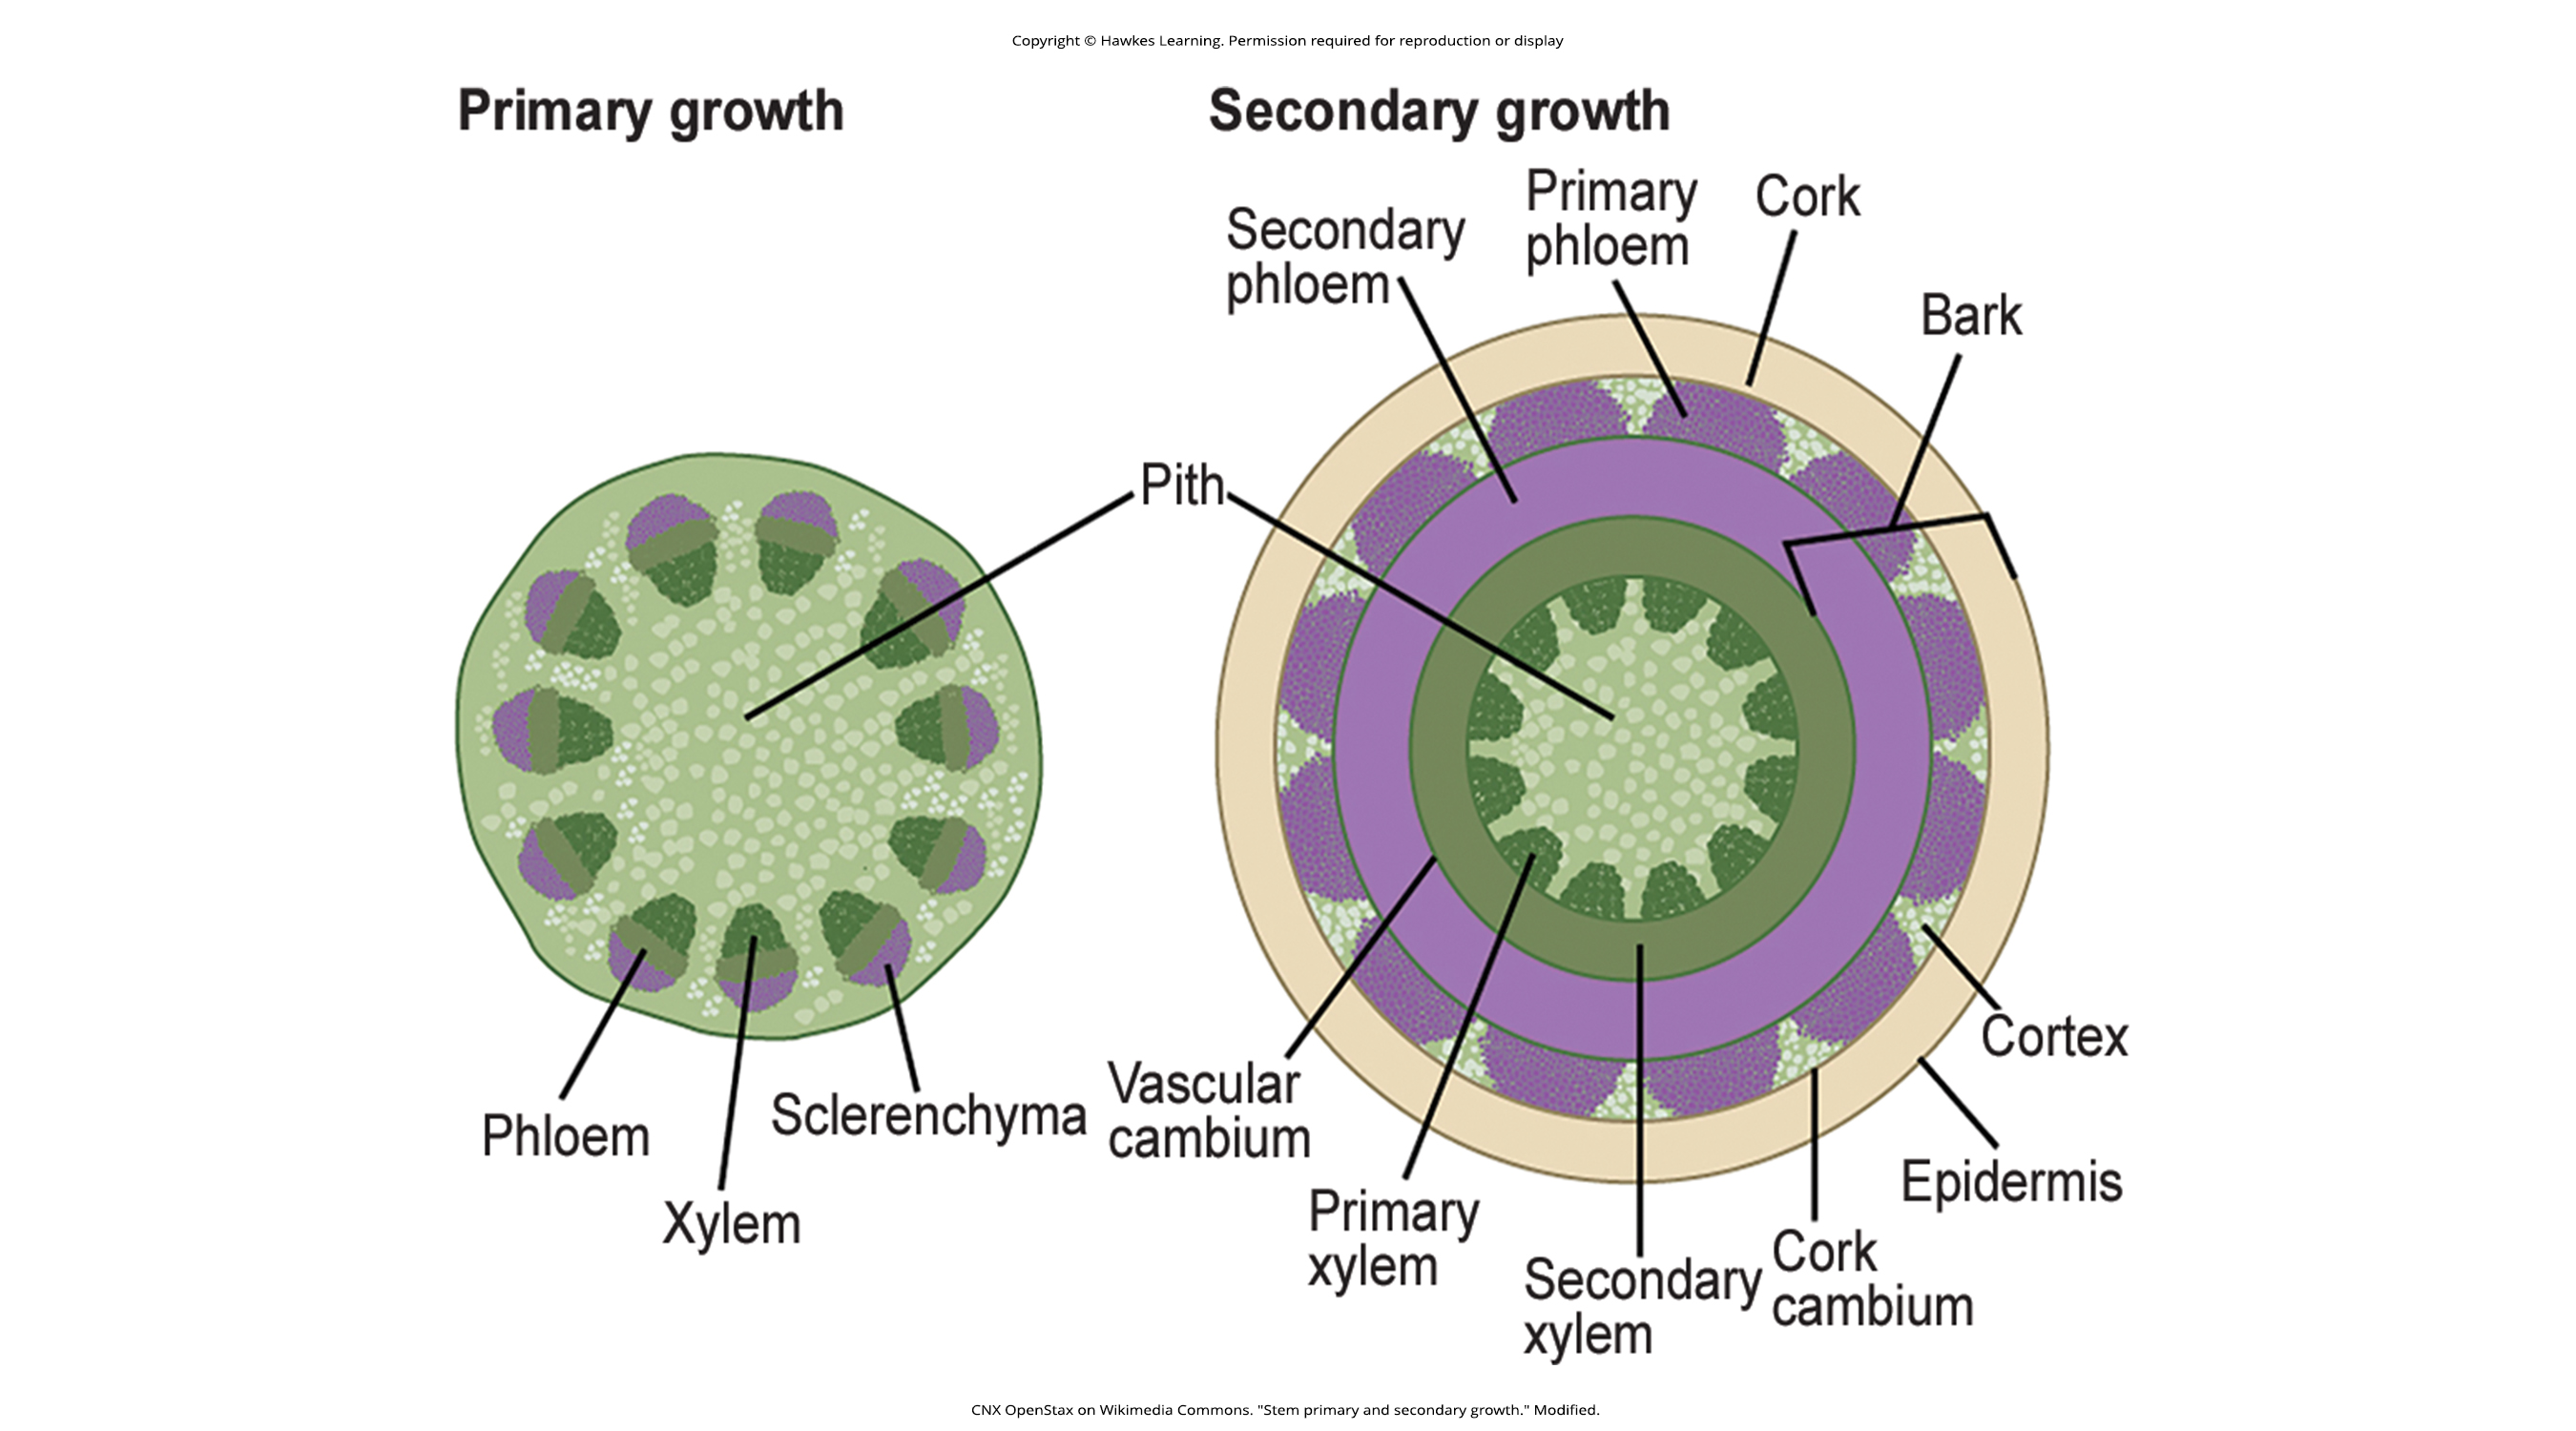 Copyright © Hawkes Learning. Permission required for reproduction or display
Primary growth
Secondary growth
Secondary
phloem
Primary
phloem
Cork
Bark
Pith
Phloem
Xylem
Sclerenchyma
Vascular
cambium
Primary
xylem
Secondary
xylem
Cork
cambium
Epidermis
Cortex
CNX OpenStax on Wikimedia Commons. "Stem primary and secondary growth." Modified.